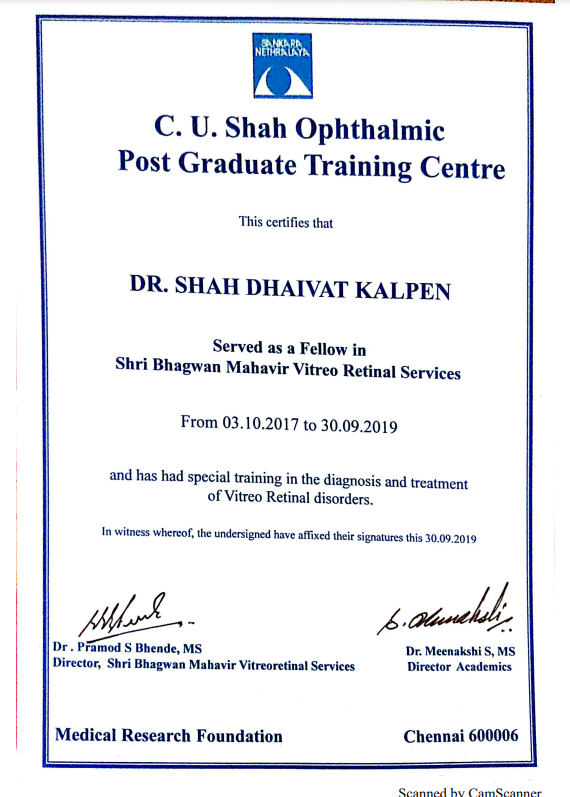 SANKARA
NETHRALAYA
C. U. Shah Ophthalmic
Post Graduate Training Centre
This certifies that
DR. SHAH DHAIVAT KALPEN
Served as a Fellow in
Shri Bhagwan Mahavir Vitreo Retinal Services
From 03.10.2017 to 30.09.2019
and has had special training in the diagnosis and treatment
of Vitreo Retinal disorders.
In witness whereof, the undersigned have affixed their signatures this 30.09.2019
Dr . Pramod S Bhende, MS
Director, Shri Bhagwan Mahavir Vitreoretinal Services
Dr. Meenakshi S, MS
Director Academics
Medical Research Foundation
Chennai 600006
Scanned by CamScanner